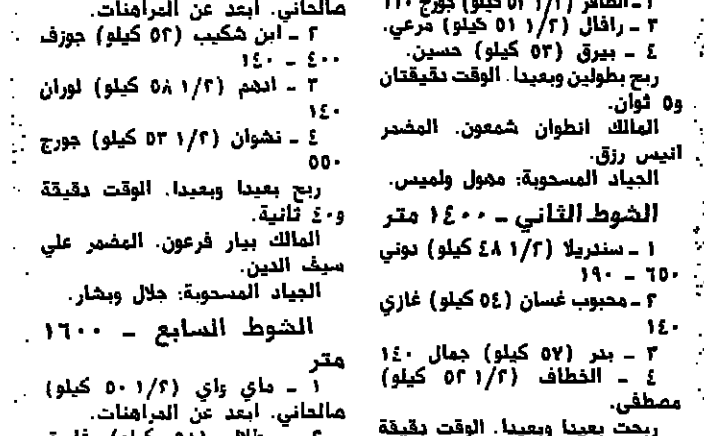 ٣ - رافال (١/٢ ٥١ كيلو) مرعي.
٤ - بيرق (٥٣ كيلو) حسين.
ربح بطولين وبعيدا. الوقت دقيقتان
و٥ ثوان.
المالك انطوان شمعون. المضمر
انيس رزق.
الجياد المسحوبة: مهول ولميس.
الشوط الثاني - ١٤٠٠ متر
١ - سندريلا (١/٢ ٤٨ كيلو) دوني
٦٥٠ - ١٩٠
٢ - محبوب غسان (٥٤ كيلو) غازي
١٤٠
٣ - بدر (٥٧ كيلو) جمال ١٤٠
٤ - الخطاف (١/٢ ٥٢ كيلو)
مصطفى.
ربحت بعيدا وبعيدا. الوقت دقيقة
صالحاني. ابعد عن المراهنات.
٢ - ابن شكيب (٥٢ كيلو) جوزف
٤٠٠ - ١٤٠
٣ - ادهم (١/٢ ٥٨ كيلو) لوران
١٤٠
٤ - نشوان (١/٢ ٥٣ كيلو) جورج
٥٥٠
ربح بعيدا وبعيدا. الوقت دقيقة
و٤٠ ثانية.
المالك بيار فرعون. المضمر علي
سيف الدين.
الجياد المسحوبة: جلال وبشار.
الشوط السابع - ١٦٠٠
متر
١ - ماي واي (١/٢ ٥٠ كيلو)
صالحاني. ابعد عن المراهنات.